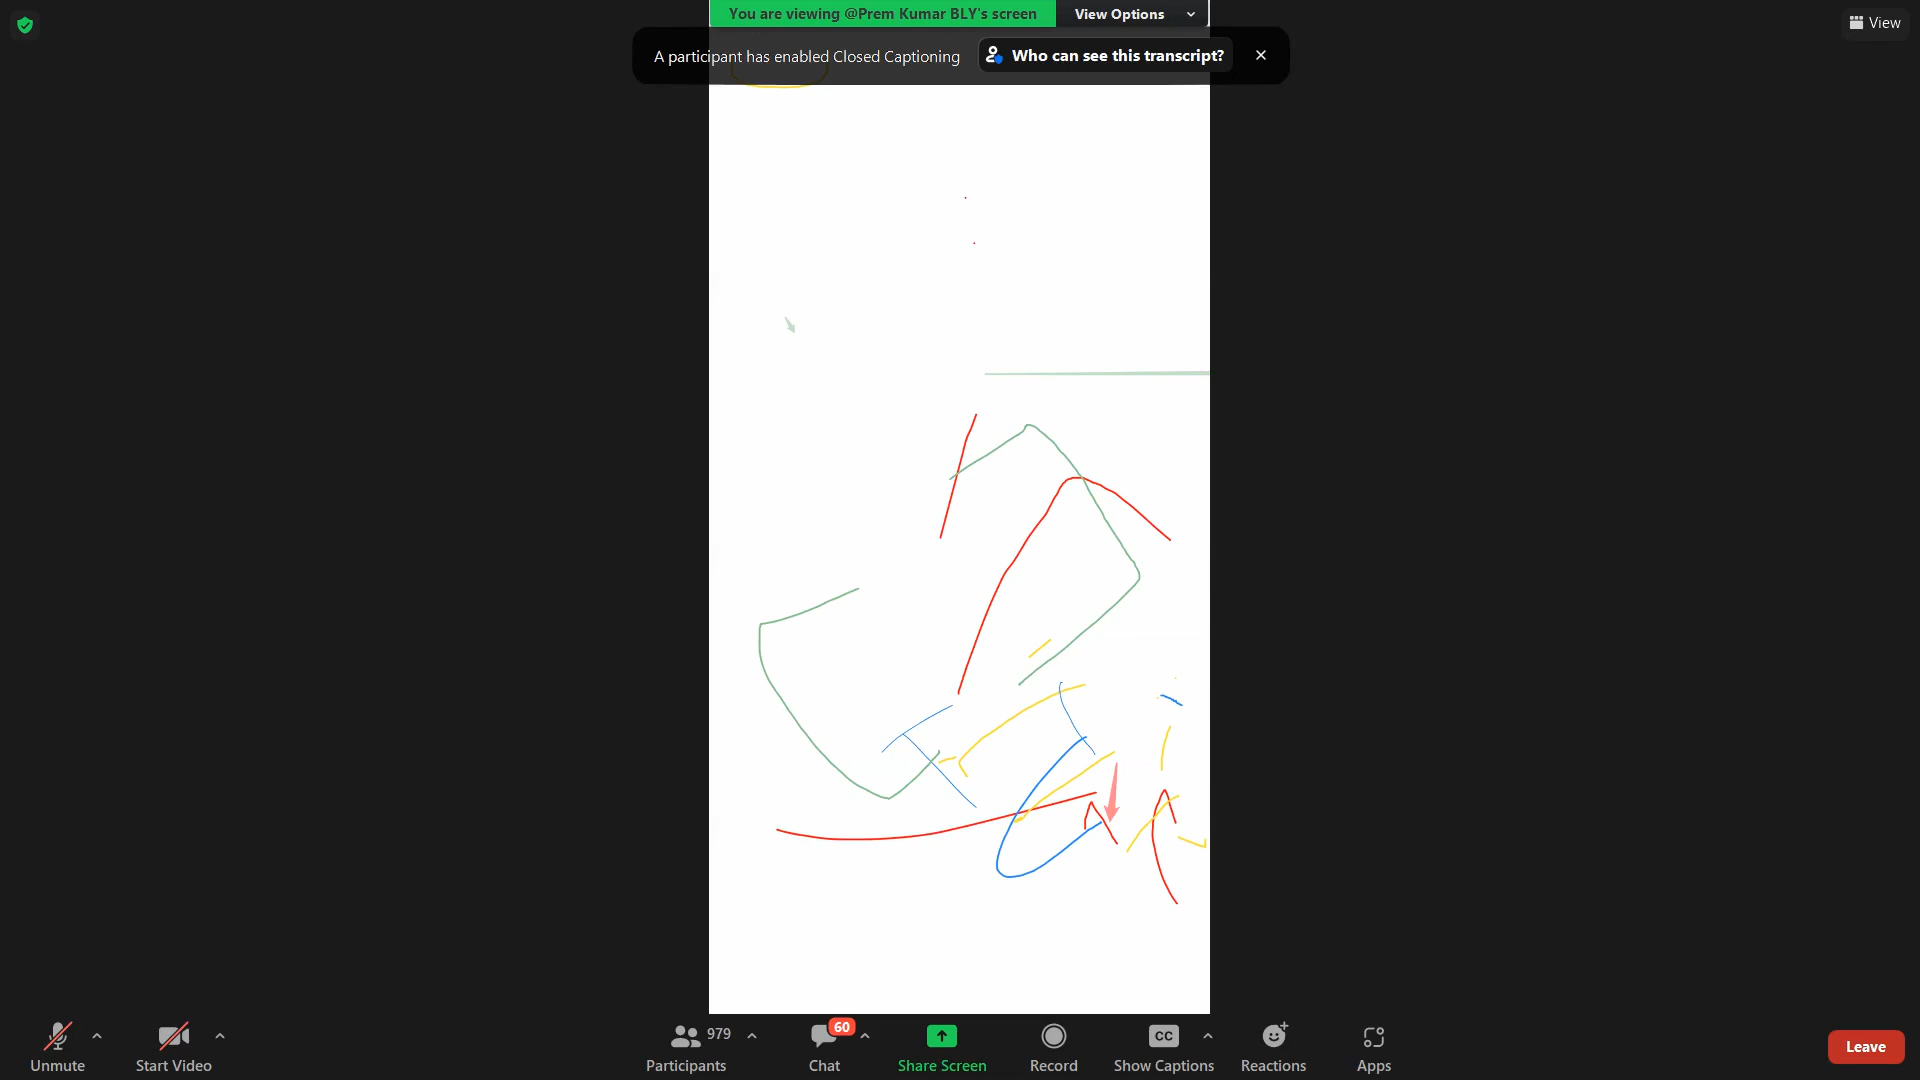 You are viewing @Prem Kumar BLY's screen
View Options
View
A participant has enabled Closed Captioning
Who can see this transcript?
Unmute
Start Video
979
Participants
60
Chat
Share Screen
Record
CC
Show Captions
Reactions
Apps
Leave